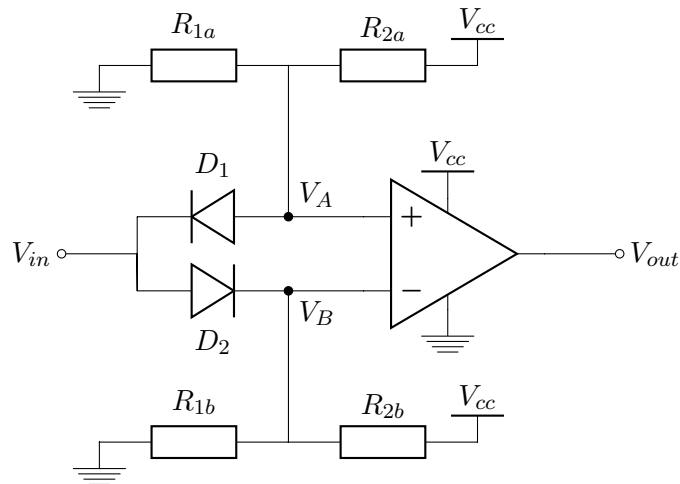 R1a R2a Vcc
D1 VA Vcc
+
Vin Vout
−
D2 VB
R1b R2b Vcc